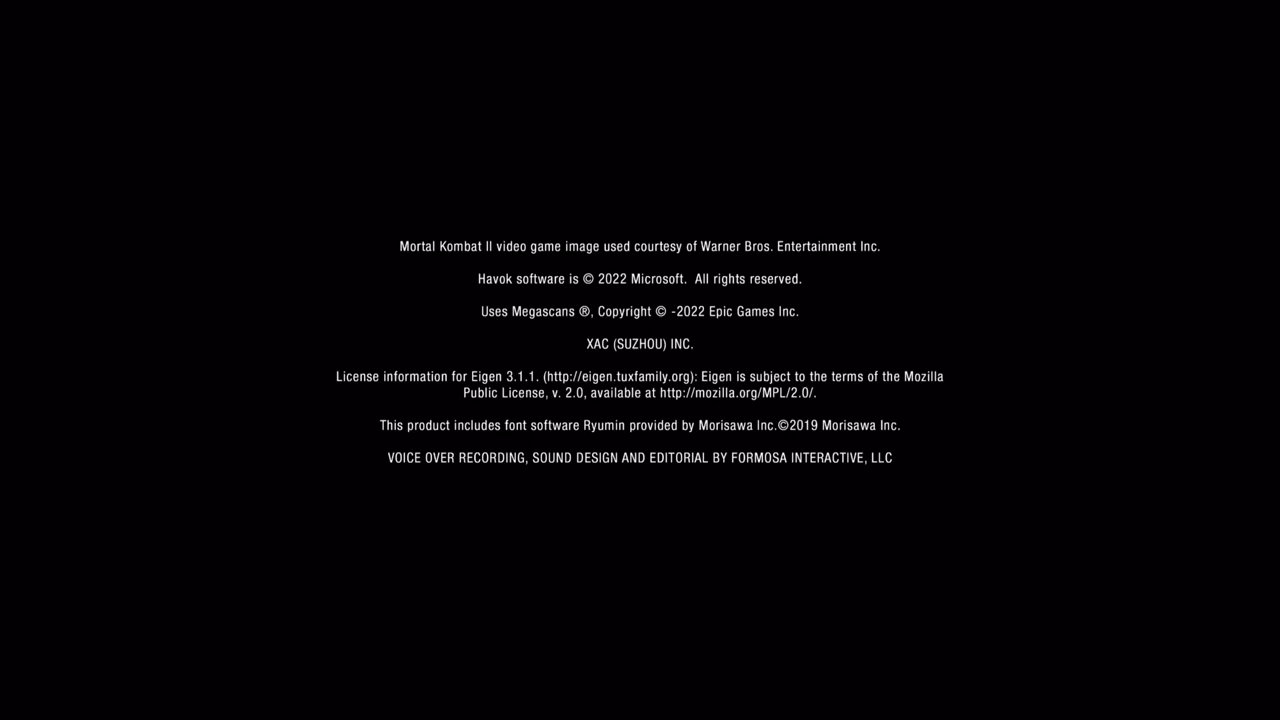 Mortal Kombat II video game image used courtesy of Warner Bros. Entertainment Inc.
Havok software is © 2022 Microsoft.  All rights reserved.
Uses Megascans ®, Copyright © -2022 Epic Games Inc.
XAC (SUZHOU) INC.
License information for Eigen 3.1.1. (http://eigen.tuxfamily.org): Eigen is subject to the terms of the Mozilla
Public License, v. 2.0, available at http://mozilla.org/MPL/2.0/.
This product includes font software Ryumin provided by Morisawa Inc.©2019 Morisawa Inc.
VOICE OVER RECORDING, SOUND DESIGN AND EDITORIAL BY FORMOSA INTERACTIVE, LLC